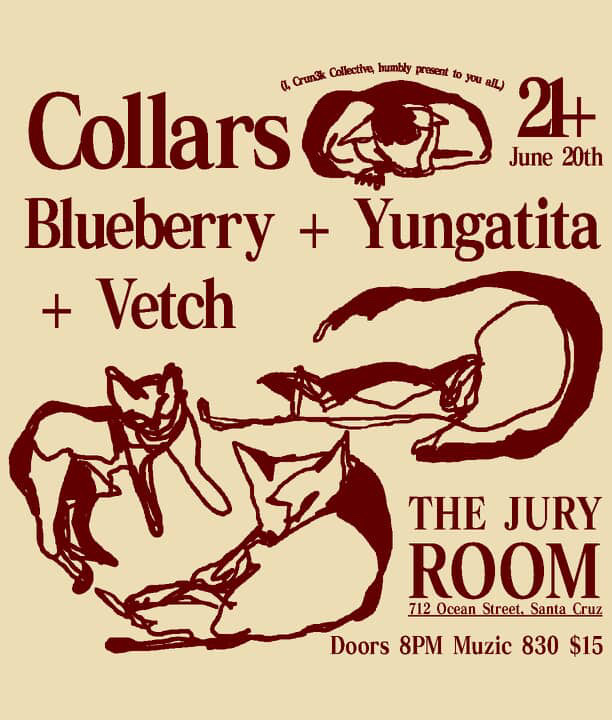 (I, Crun3k Collective, humbly present to you all.)
Collars
21+
June 20th
Blueberry + Yungatita
+ Vetch
THE JURY
ROOM
712 Ocean Street, Santa Cruz
Doors 8PM Muzic 830 $15